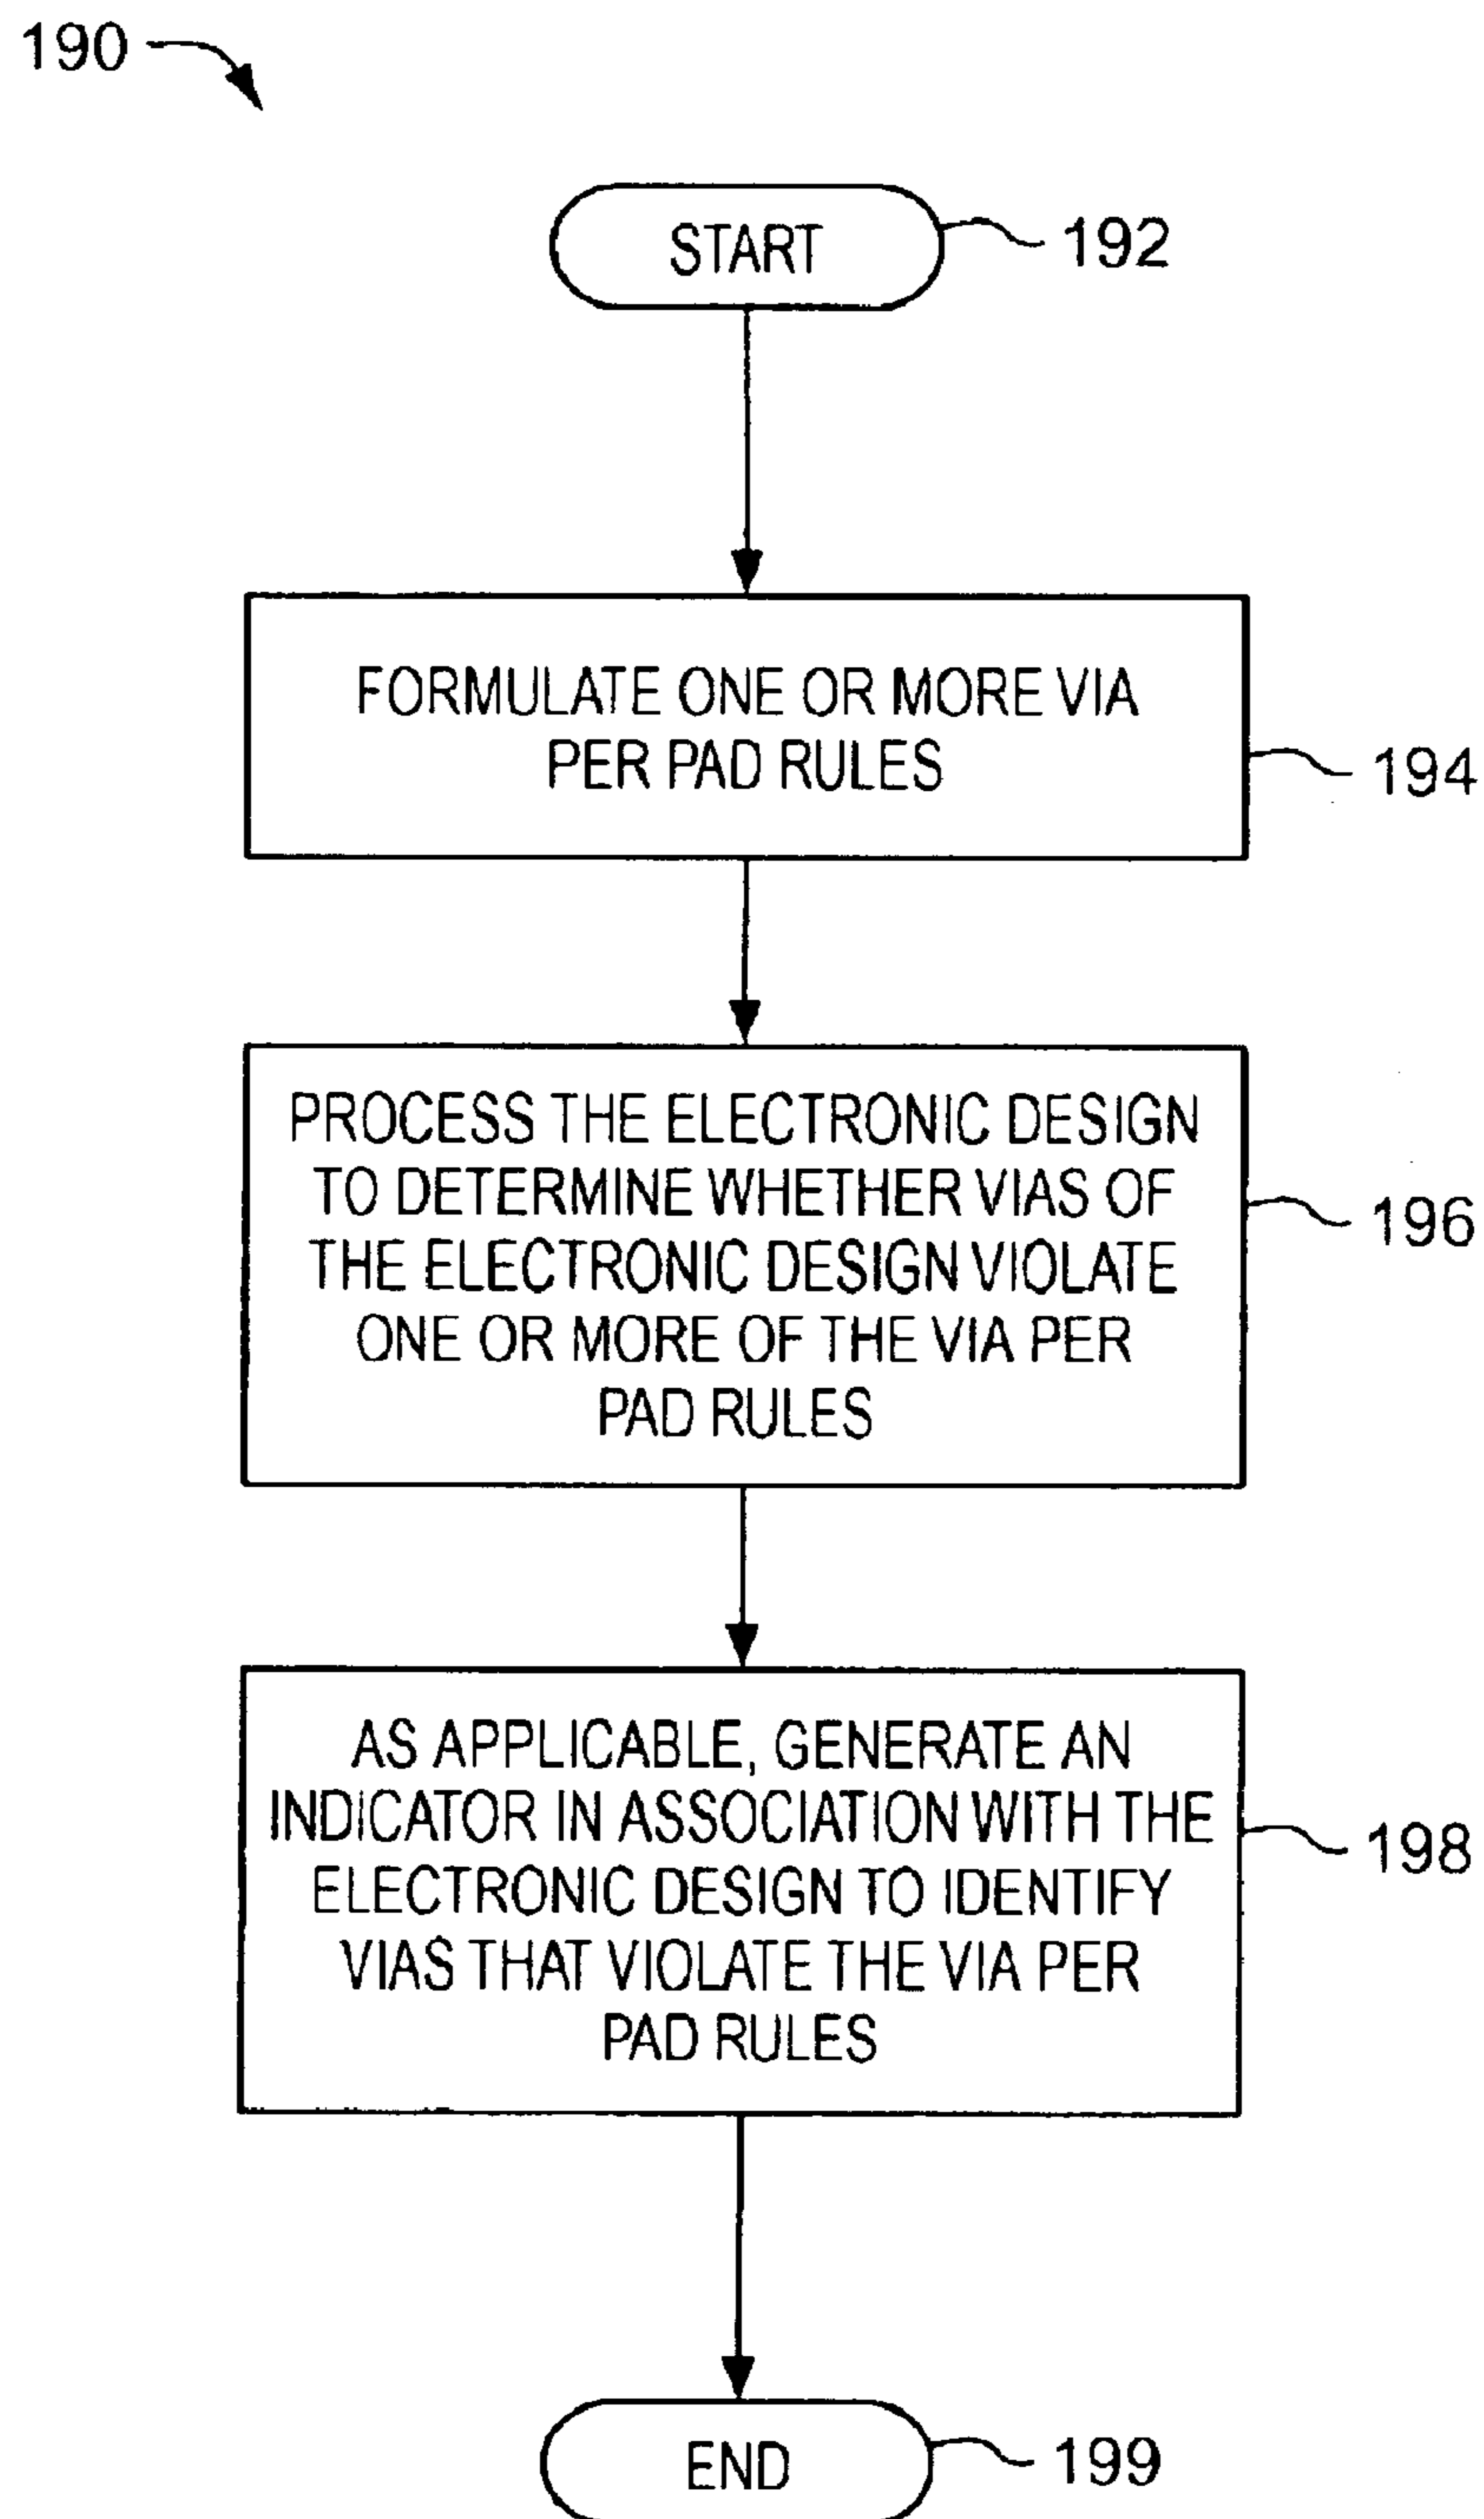 190
START
192
FORMULATE ONE OR MORE VIA
PER PAD RULES
194
PROCESS THE ELECTRONIC DESIGN
TO DETERMINE WHETHER VIAS OF
THE ELECTRONIC DESIGN VIOLATE
ONE OR MORE OF THE VIA PER
PAD RULES
196
AS APPLICABLE, GENERATE AN
INDICATOR IN ASSOCIATION WITH THE
ELECTRONIC DESIGN TO IDENTIFY
VIAS THAT VIOLATE THE VIA PER
PAD RULES
198
END
199